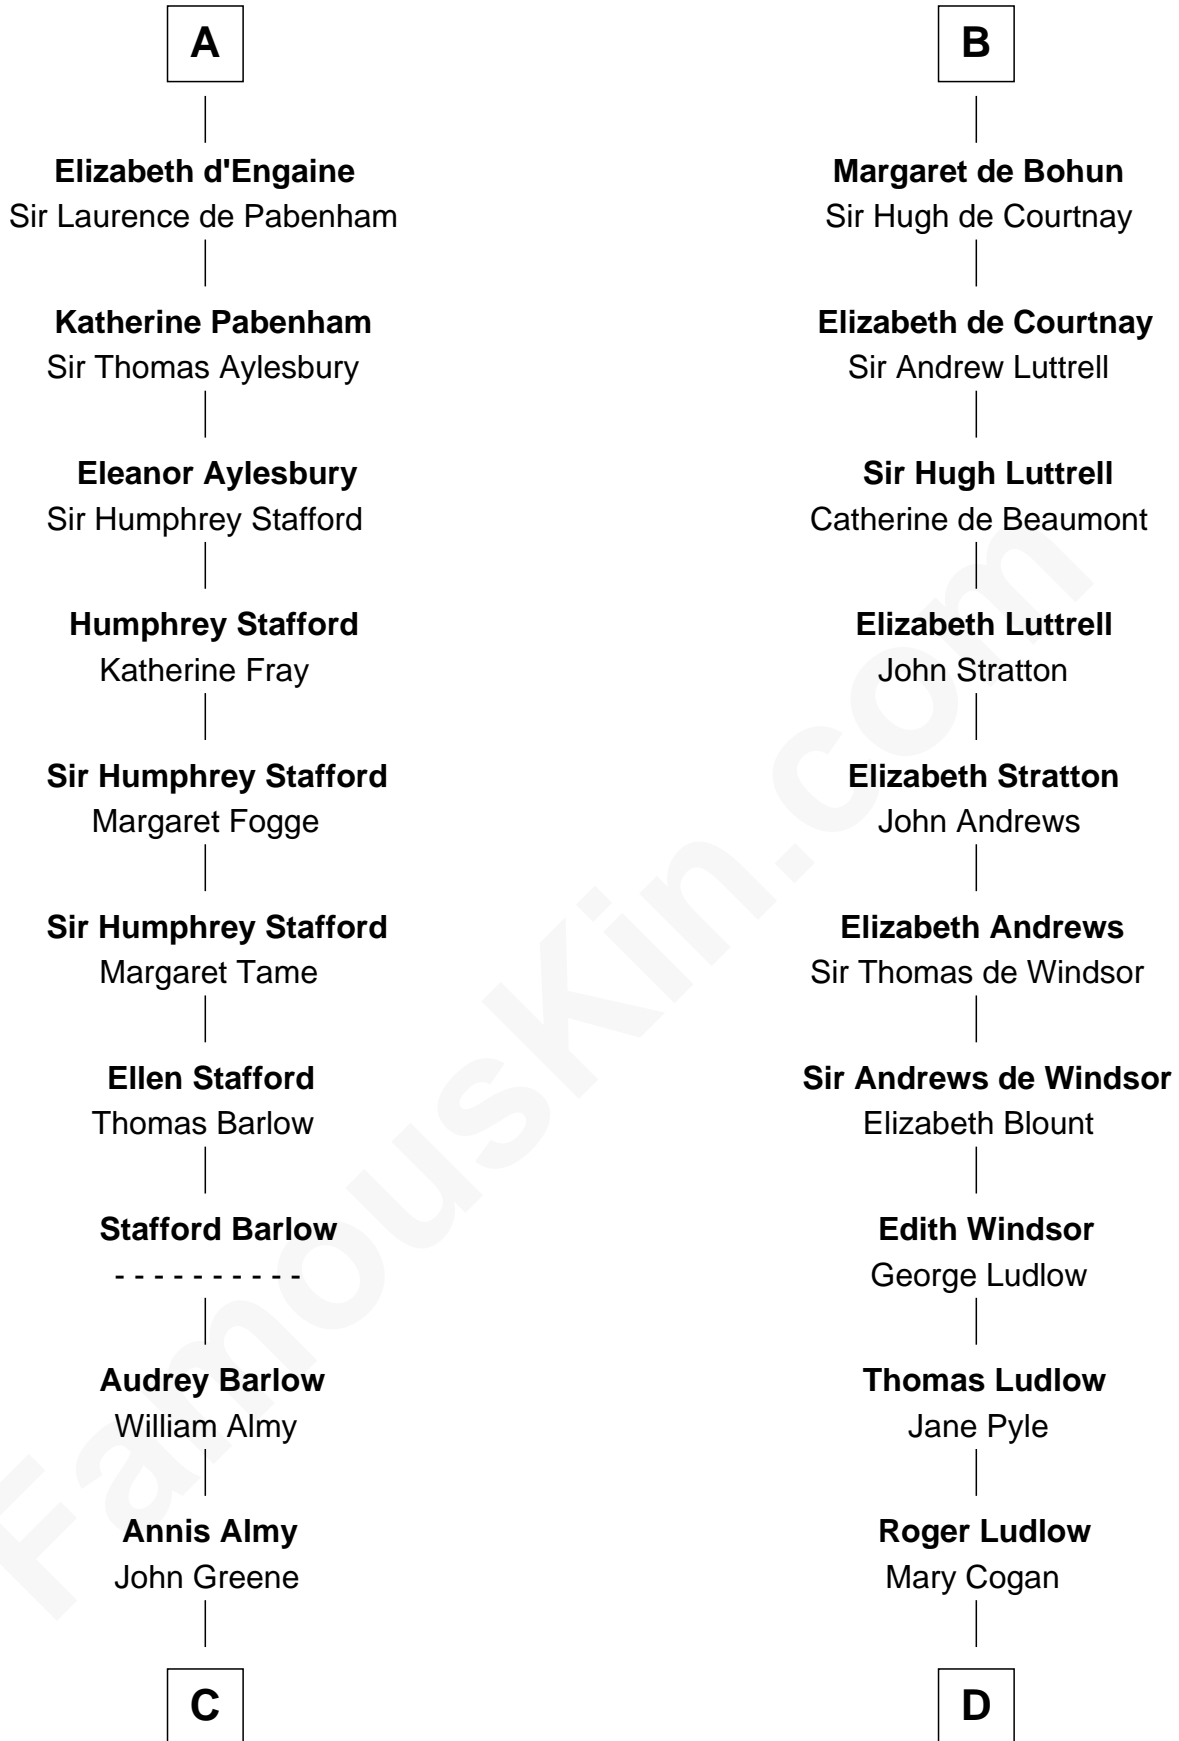 A
Elizabeth d'Engaine
Sir Laurence de Pabenham
Katherine Pabenham
Sir Thomas Aylesbury
Eleanor Aylesbury
Sir Humphrey Stafford
Humphrey Stafford
Katherine Fray
Sir Humphrey Stafford
Margaret Fogge
Sir Humphrey Stafford
Margaret Tame
Ellen Stafford
Thomas Barlow
Stafford Barlow
- - - - - - - - - -
Audrey Barlow
William Almy
Annis Almy
John Greene
C
B
Margaret de Bohun
Sir Hugh de Courtnay
Elizabeth de Courtnay
Sir Andrew Luttrell
Sir Hugh Luttrell
Catherine de Beaumont
Elizabeth Luttrell
John Stratton
Elizabeth Stratton
John Andrews
Elizabeth Andrews
Sir Thomas de Windsor
Sir Andrews de Windsor
Elizabeth Blount
Edith Windsor
George Ludlow
Thomas Ludlow
Jane Pyle
Roger Ludlow
Mary Cogan
D
FamousKin.com